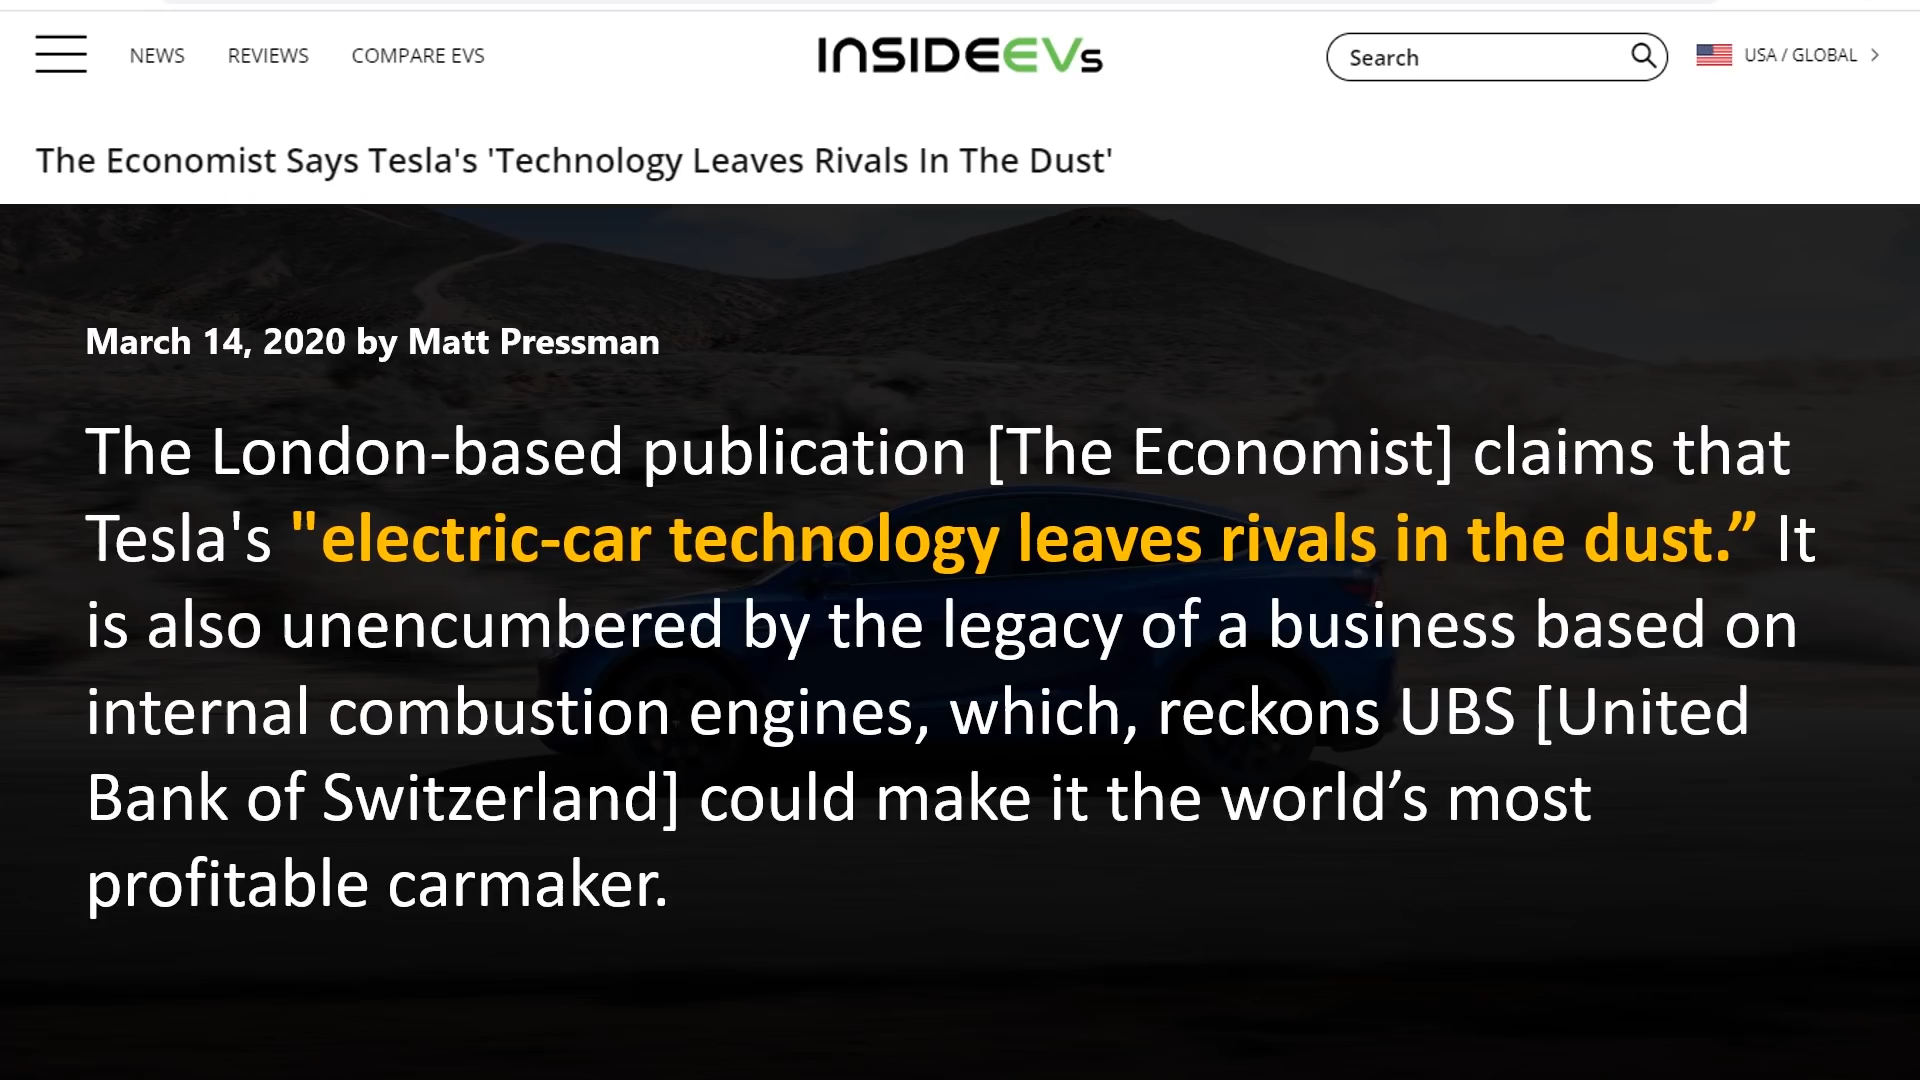 NEWS REVIEWS COMPARE EVS INSIDEEVs Search USA / GLOBAL
The Economist Says Tesla's 'Technology Leaves Rivals In The Dust'
March 14, 2020 by Matt Pressman
The London-based publication [The Economist] claims that
Tesla's "electric-car technology leaves rivals in the dust.” It
is also unencumbered by the legacy of a business based on
internal combustion engines, which, reckons UBS [United
Bank of Switzerland] could make it the world’s most
profitable carmaker.